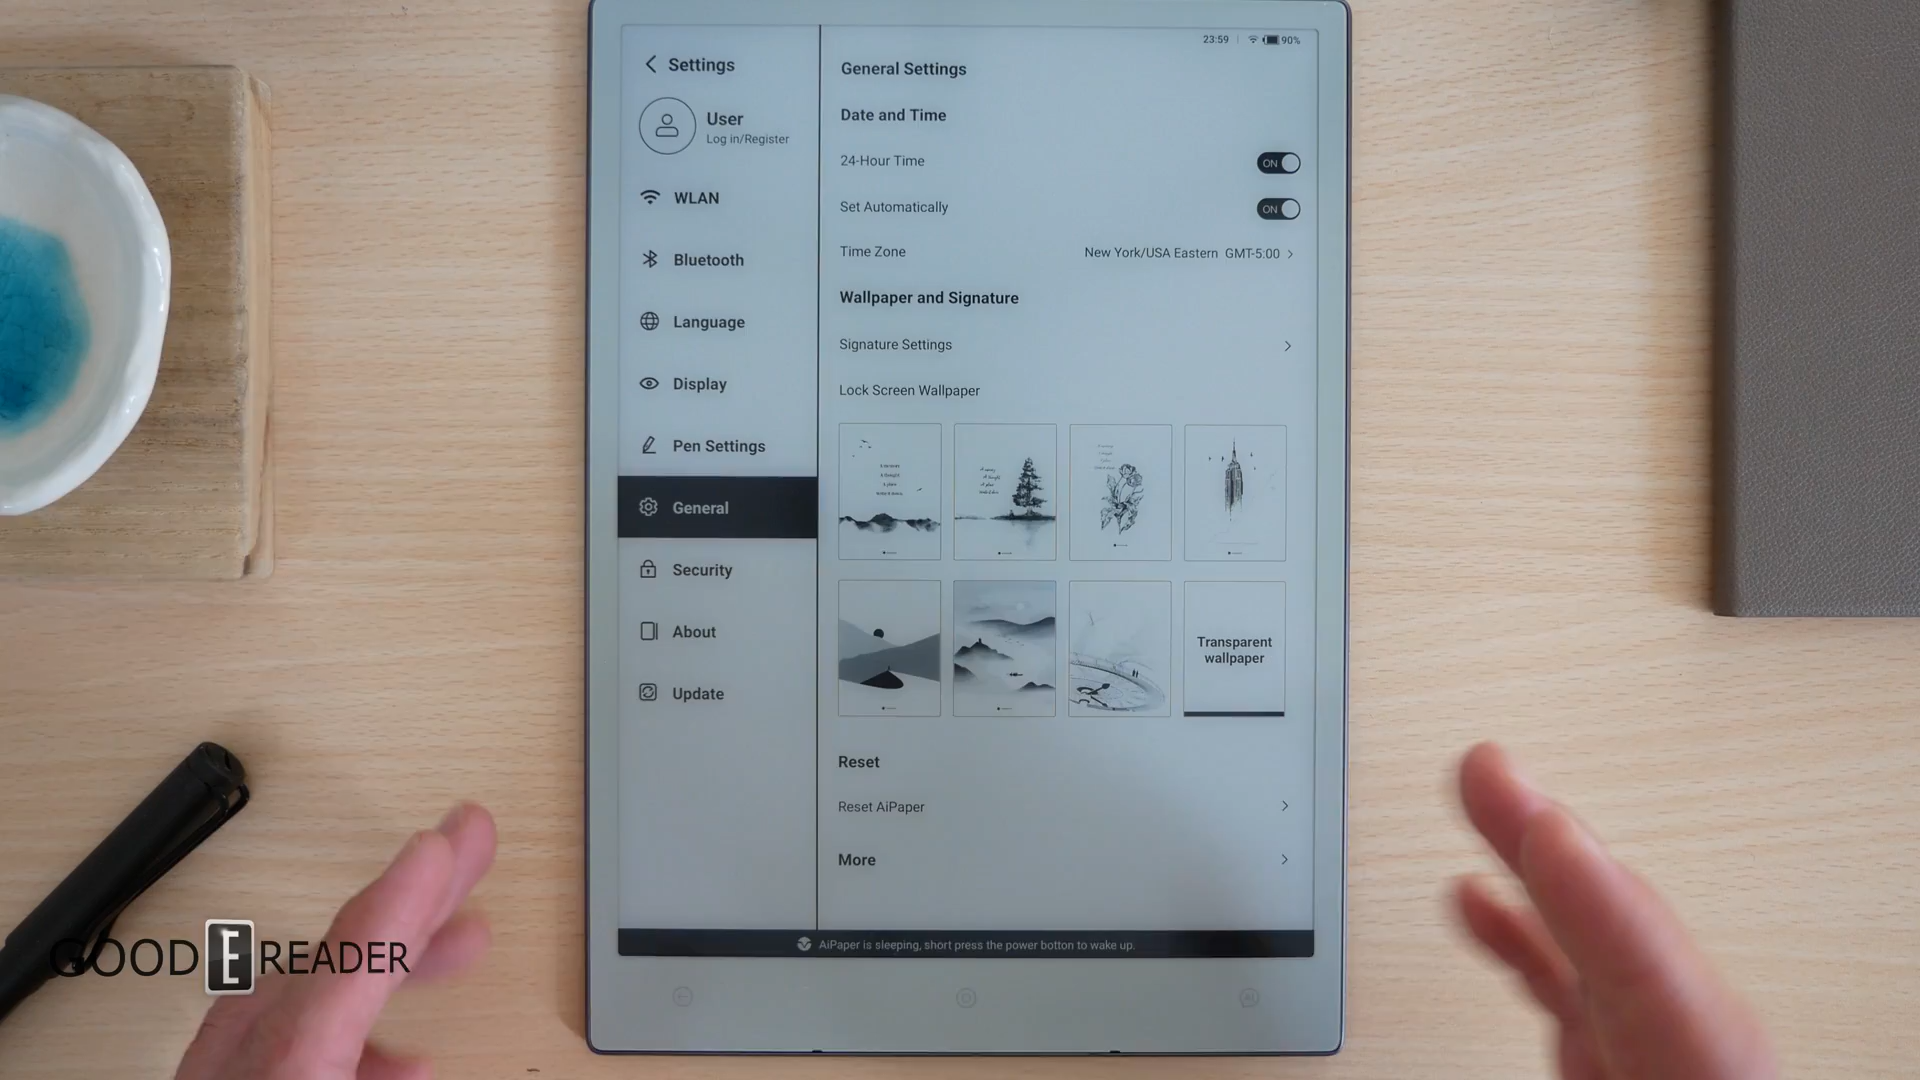 23:59 90%
Settings
User
Log in/Register
WLAN
Bluetooth
Language
Display
Pen Settings
General
Security
About
Update
General Settings
Date and Time
24-Hour Time ON
Set Automatically ON
Time Zone New York/USA Eastern GMT-5:00
Wallpaper and Signature
Signature Settings
Lock Screen Wallpaper
Transparent
wallpaper
Reset
Reset AiPaper
More
AiPaper is sleeping, short press the power botton to wake up.
GOOD E READER